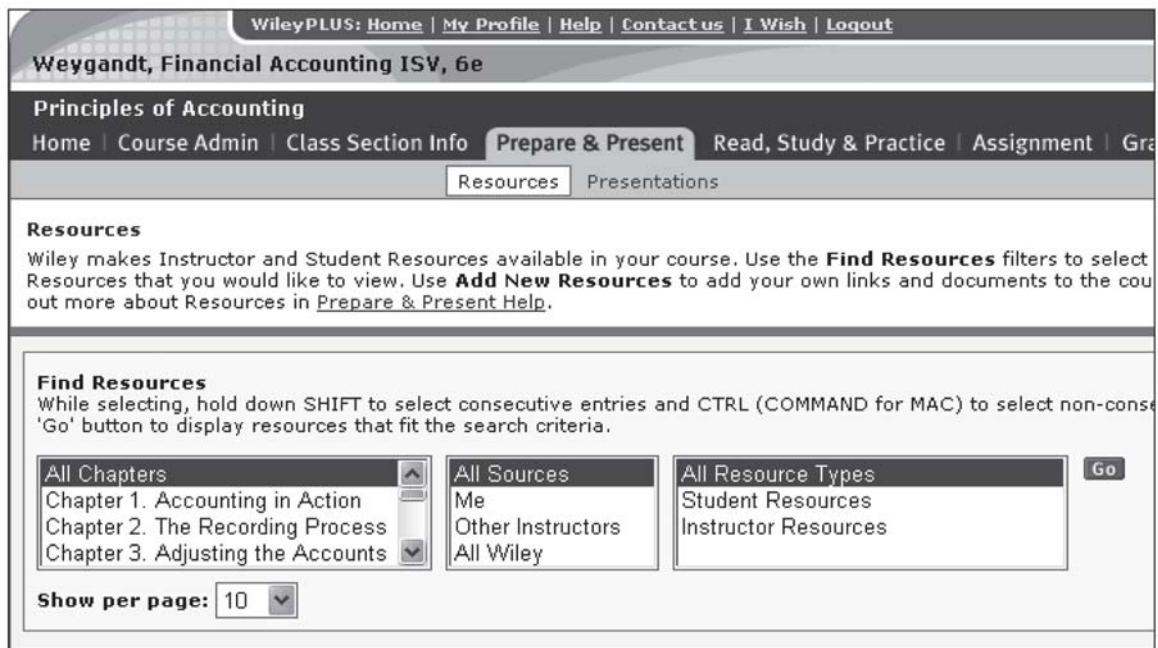 WileyPLUS: Home | My Profile | Help | Contact us | I Wish | Logout
Weygandt, Financial Accounting ISV, 6e
Principles of Accounting
Home | Course Admin | Class Section Info Prepare & Present Read, Study & Practice | Assignment | Gra
Resources Presentations
Resources
Wiley makes Instructor and Student Resources available in your course. Use the Find Resources filters to select
Resources that you would like to view. Use Add New Resources to add your own links and documents to the cou
out more about Resources in Prepare & Present Help.
Find Resources
While selecting, hold down SHIFT to select consecutive entries and CTRL (COMMAND for MAC) to select non-conse
'Go' button to display resources that fit the search criteria.
All Chapters All Sources All Resource Types Go
Chapter 1. Accounting in Action Me Student Resources
Chapter 2. The Recording Process Other Instructors Instructor Resources
Chapter 3. Adjusting the Accounts All Wiley
Show per page: 10